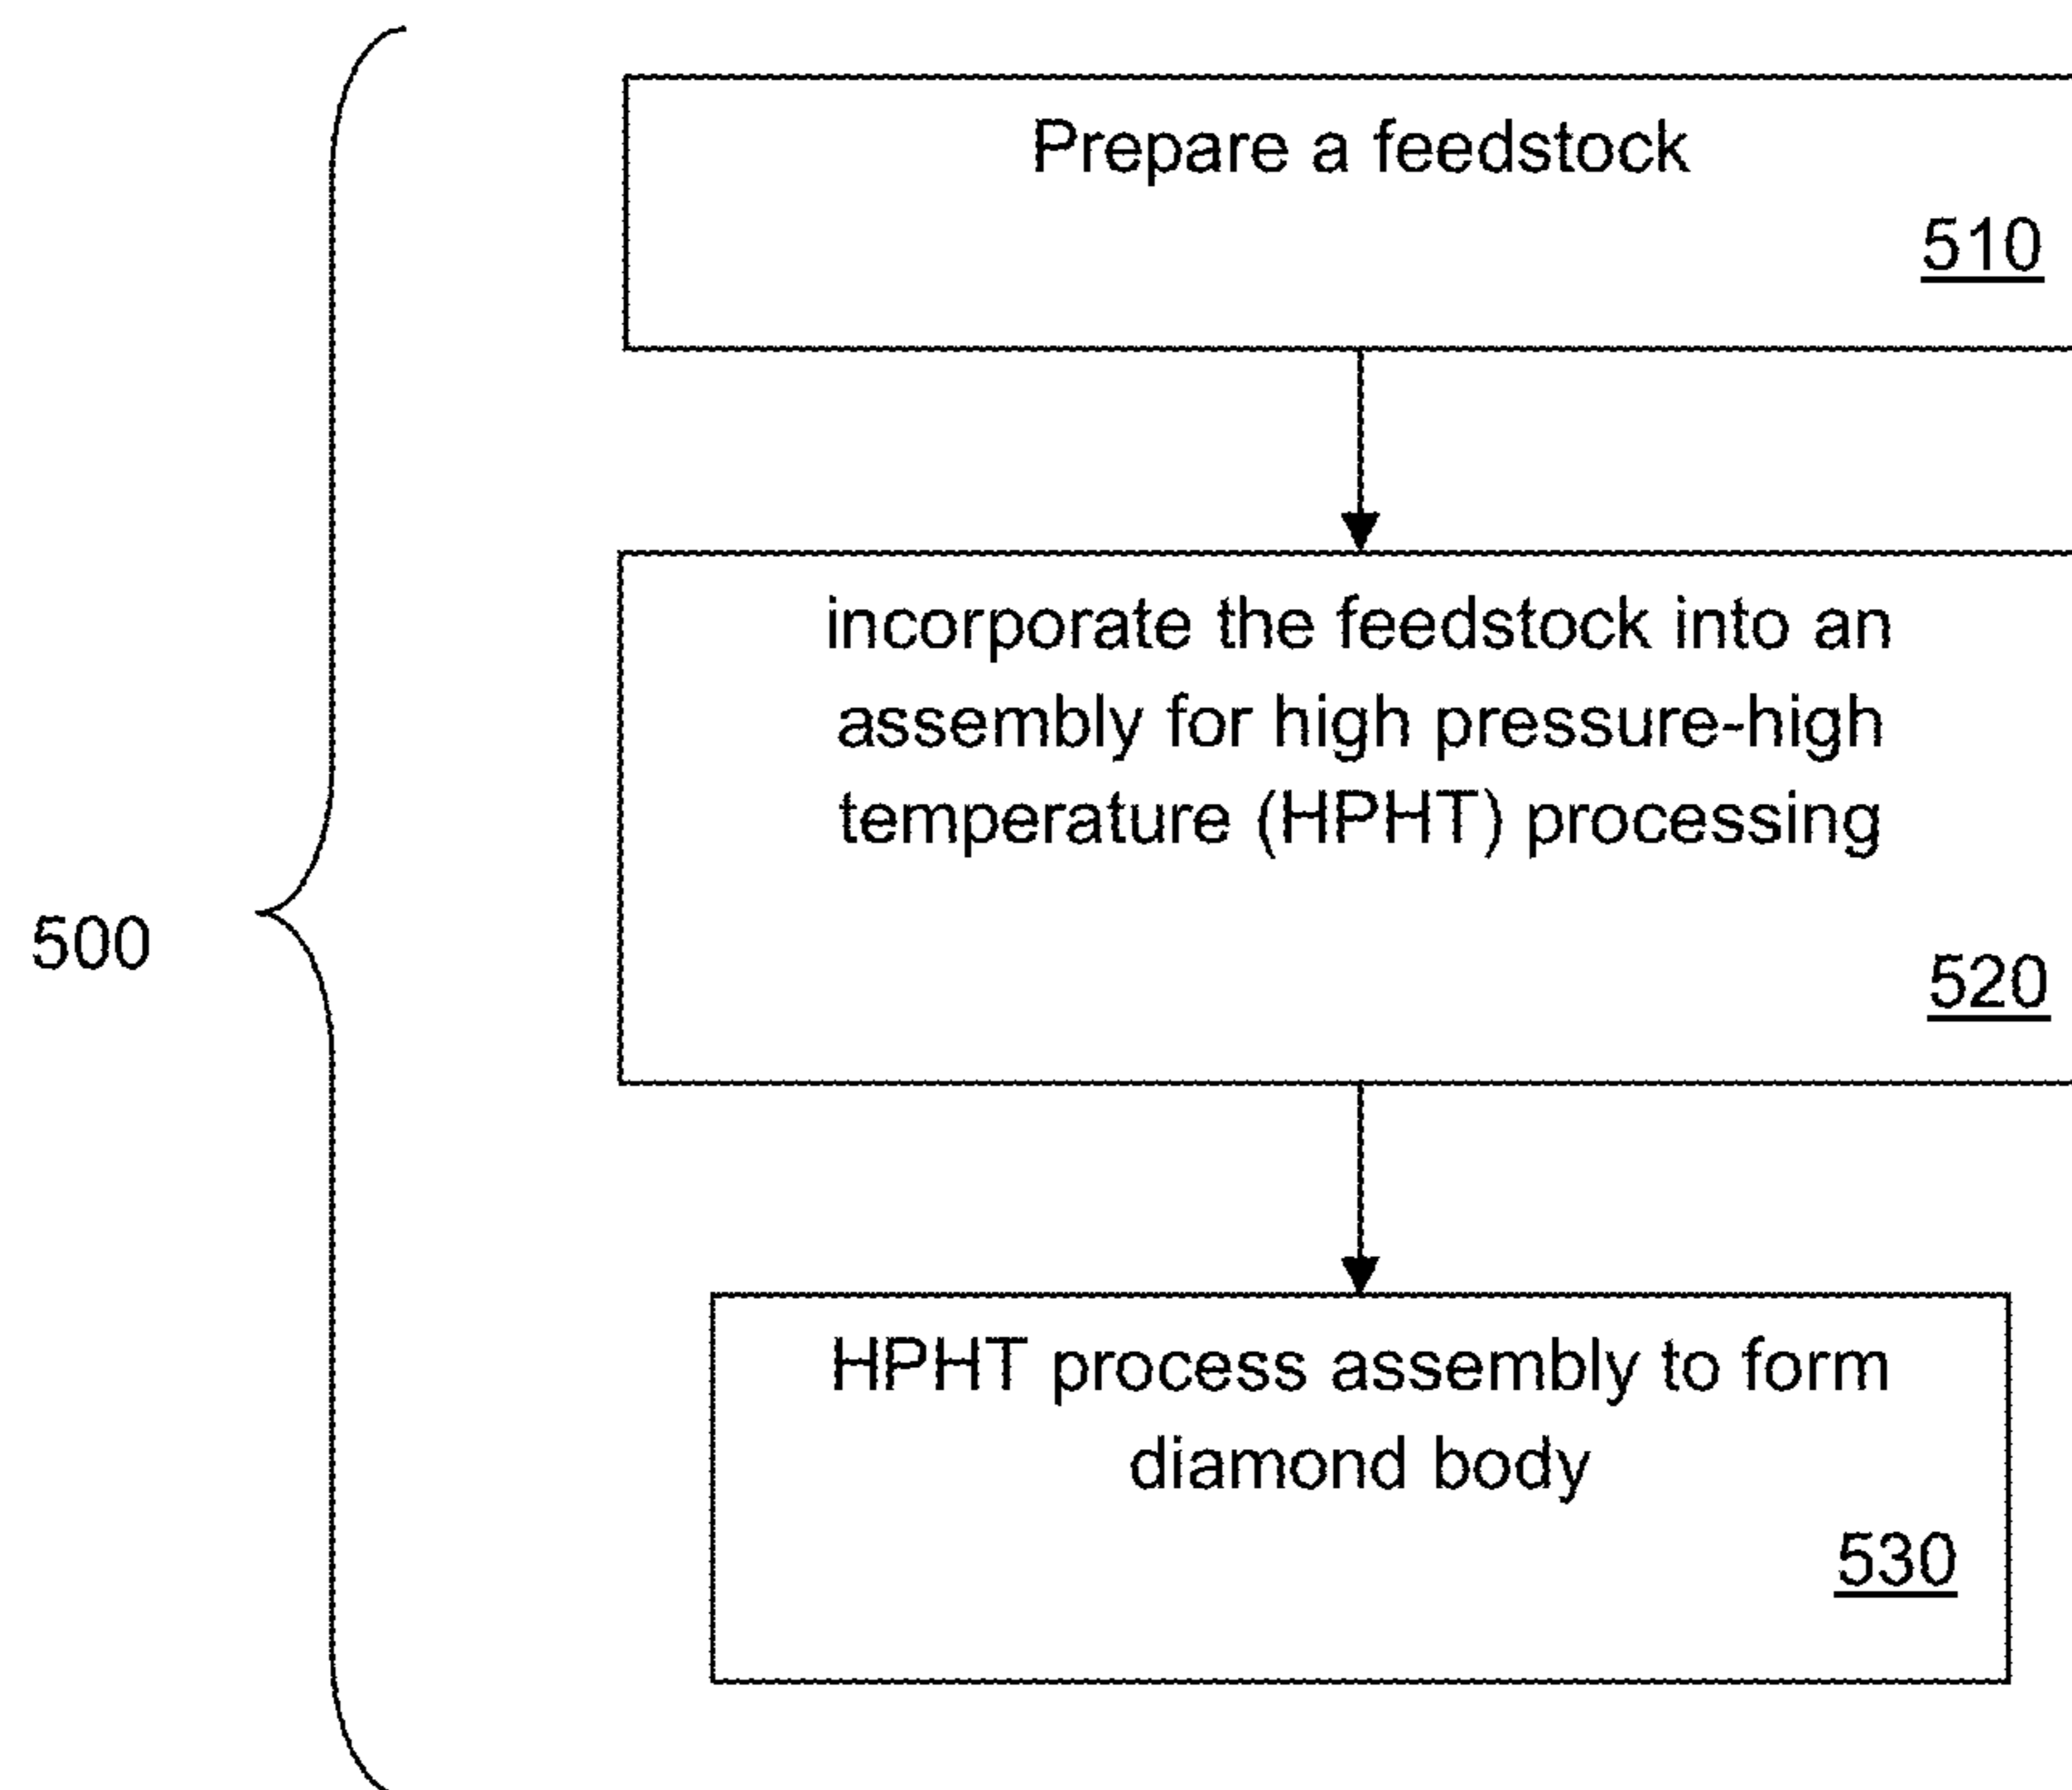 Prepare a feedstock
510
incorporate the feedstock into an
assembly for high pressure-high
temperature (HPHT) processing
500
520
HPHT process assembly to form
diamond body
530